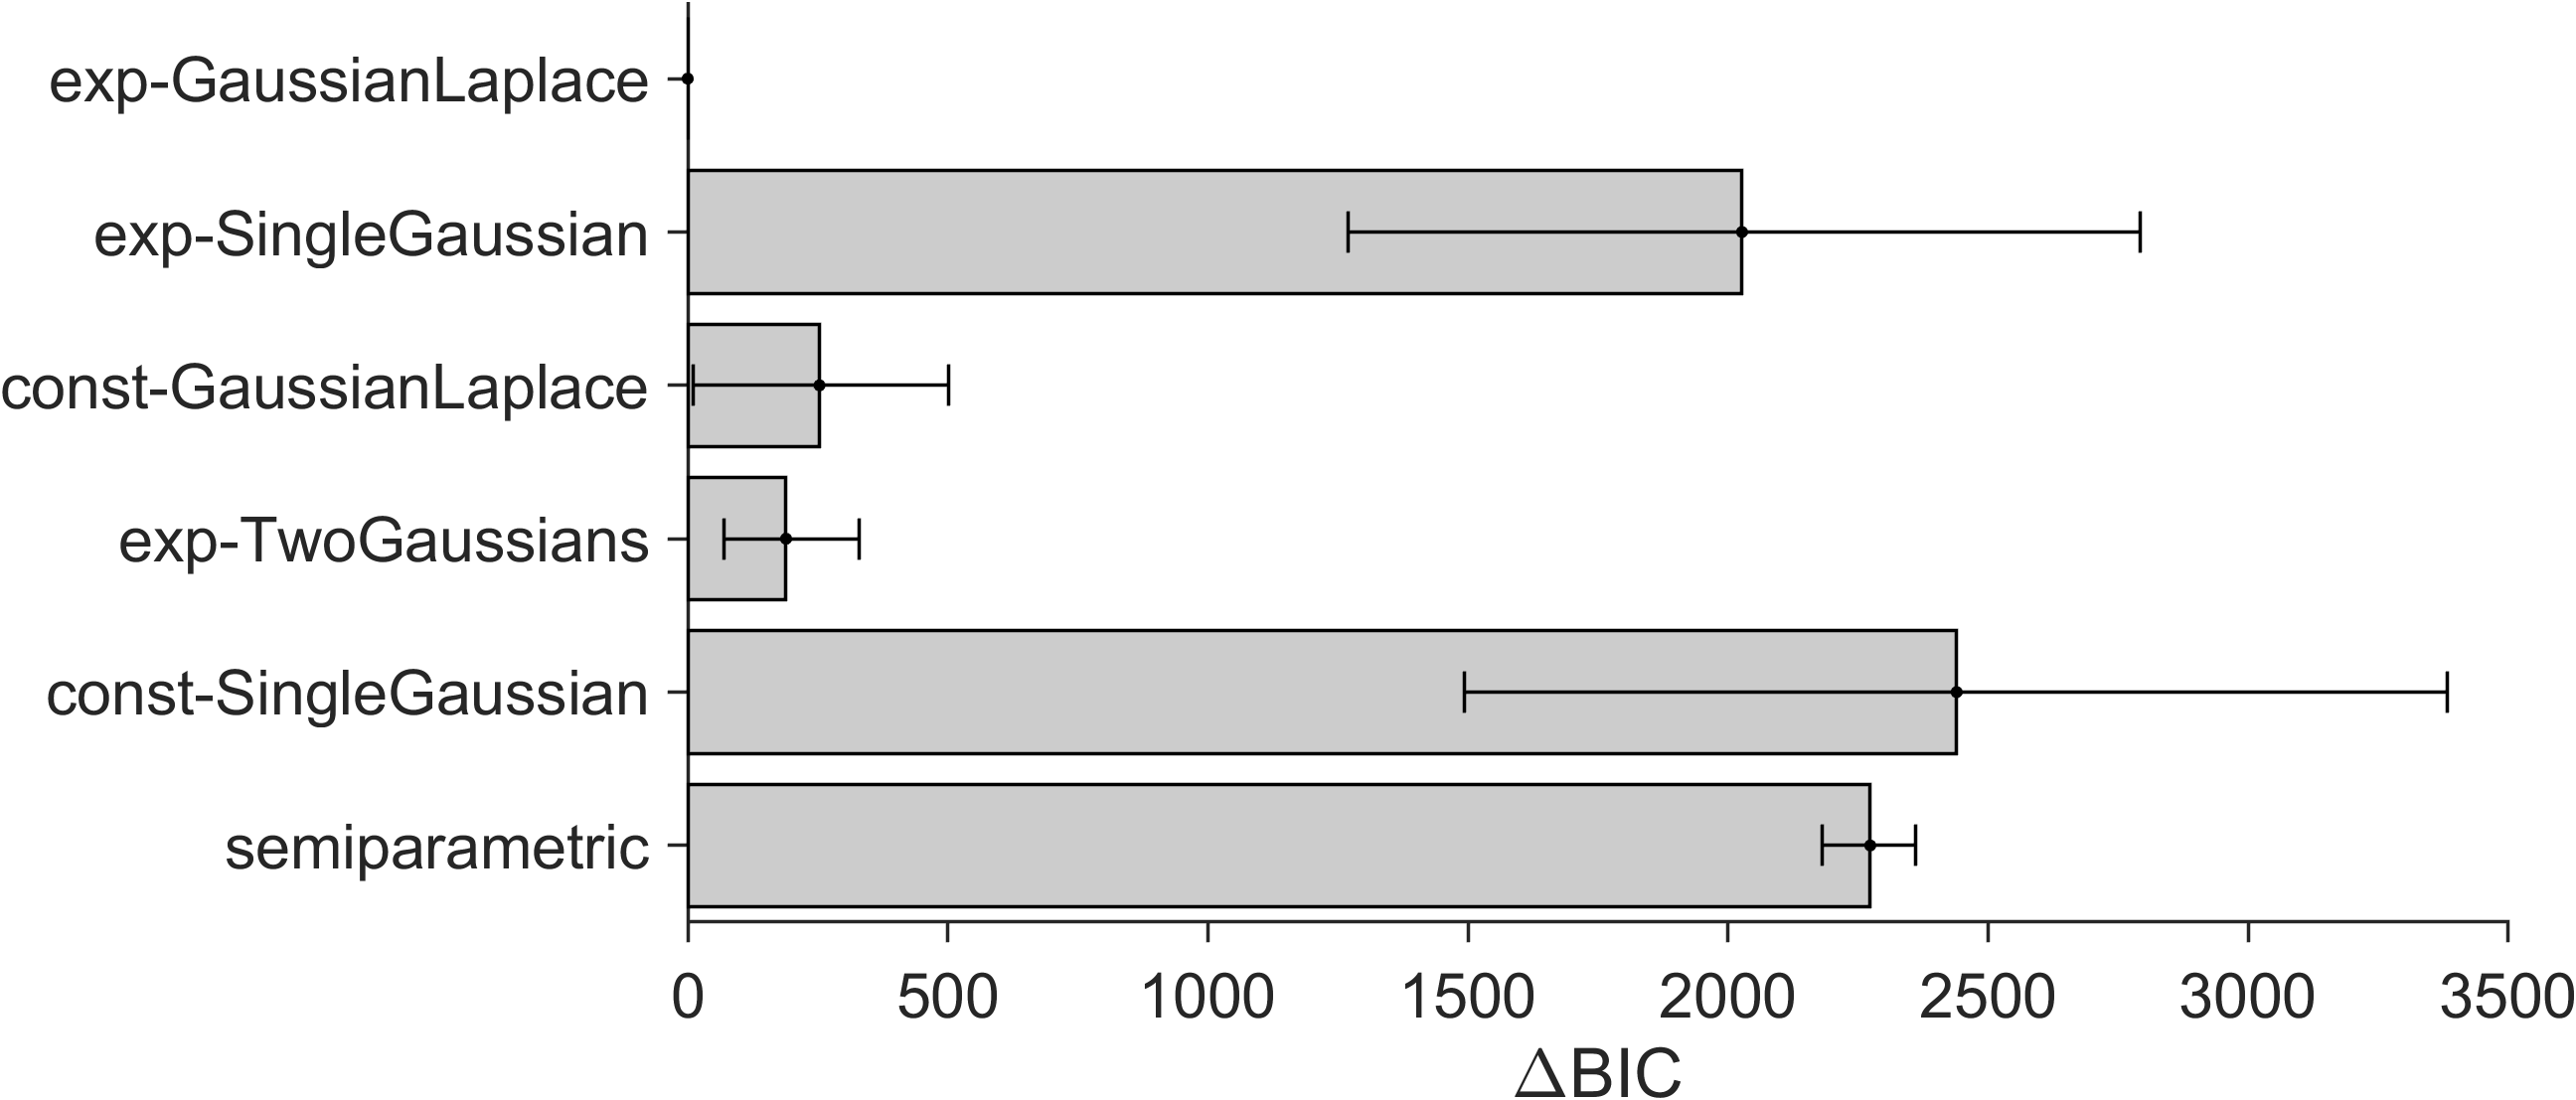 exp-GaussianLaplace
exp-SingleGaussian
const-GaussianLaplace
exp-TwoGaussians
const-SingleGaussian
semiparametric
0 500 1000 1500 2000 2500 3000 3500
ΔBIC